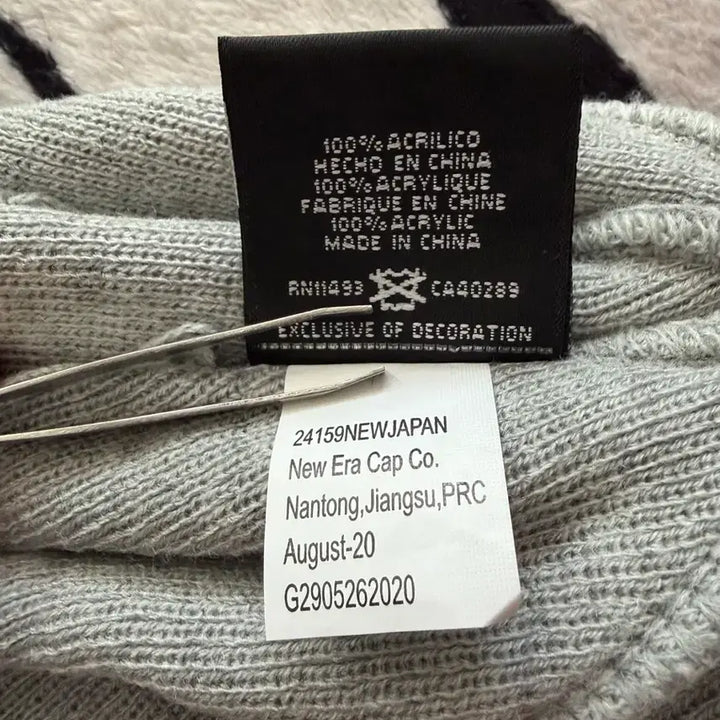 100% ACRILICO
HECHO EN CHINA
100% ACRYLIQUE
FABRIQUE EN CHINE
100% ACRYLIC
MADE IN CHINA
RN11493 CA40289
EXCLUSIVE OF DECORATION
24159NEWJAPAN
New Era Cap Co.
Nantong,Jiangsu,PRC
August-20
G2905262020